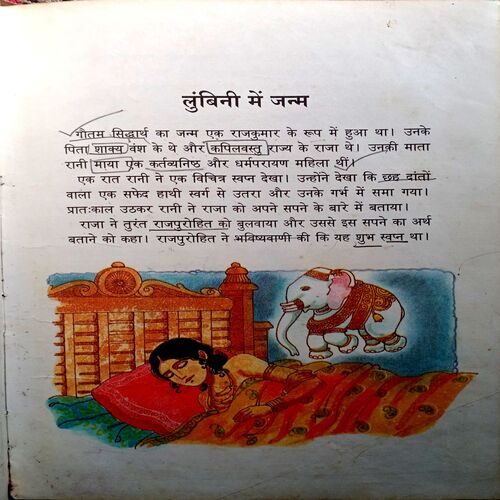 लुंबिनी में जन्म
गौतम सिद्धार्थ का जन्म एक राजकुमार के रूप में हुआ था। उनके
पिता शाक्य वंश के थे और कपिलवस्तु राज्य के राजा थे। उनकी माता
रानी माया एक कर्तव्यनिष्ठ और धर्मपरायण महिला थीं।
एक रात रानी ने एक विचित्र स्वप्न देखा। उन्होंने देखा कि छह दांतों
वाला एक सफेद हाथी स्वर्ग से उतरा और उनके गर्भ में समा गया।
प्रातःकाल उठकर रानी ने राजा को अपने सपने के बारे में बताया।
राजा ने तुरंत राजपुरोहित को बुलवाया और उससे इस सपने का अर्थ
बताने को कहा। राजपुरोहित ने भविष्यवाणी की कि यह शुभ स्वप्न था।